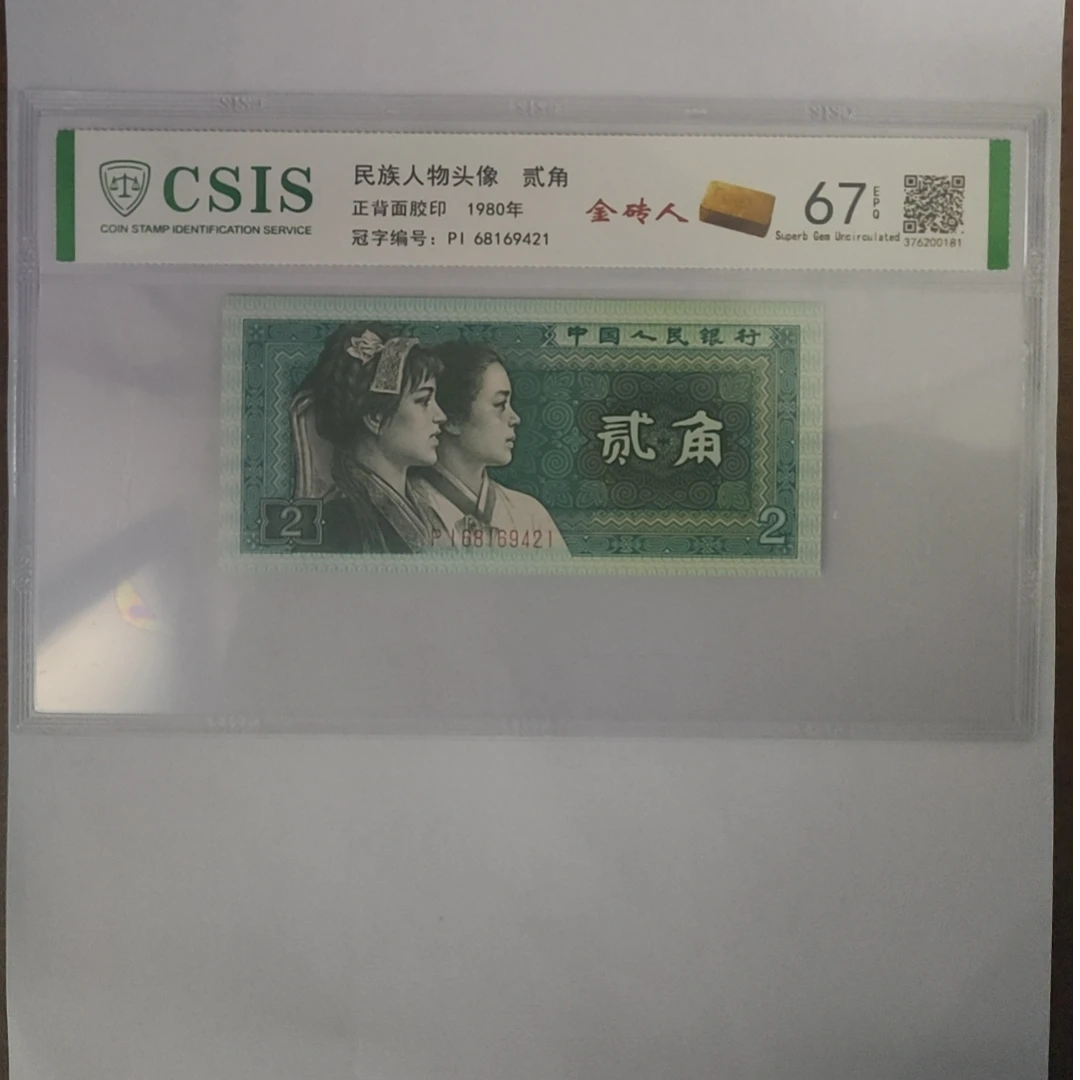 CSIS
COIN STAMP IDENTIFICATION SERVICE
民族人物头像 贰角
正背面胶印 1980年
冠字编号：PI 68169421
金砖人
67
EPQ
Superb Gem Uncirculated
376200181
中国人民银行
贰角
2
PI68169421
2